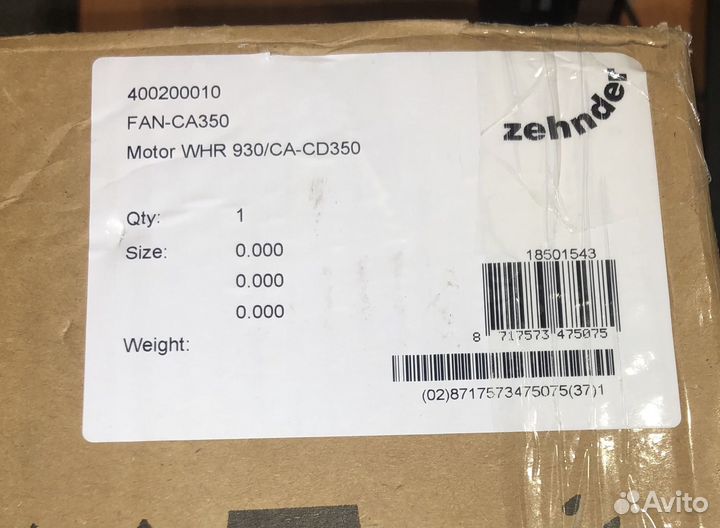 400200010
FAN-CA350
Motor WHR 930/CA-CD350
zehnder
Qty: 1
Size: 0.000
0.000
0.000
Weight:
18501543
8 717573 475075
(02)8717573475075(37)1
Avito